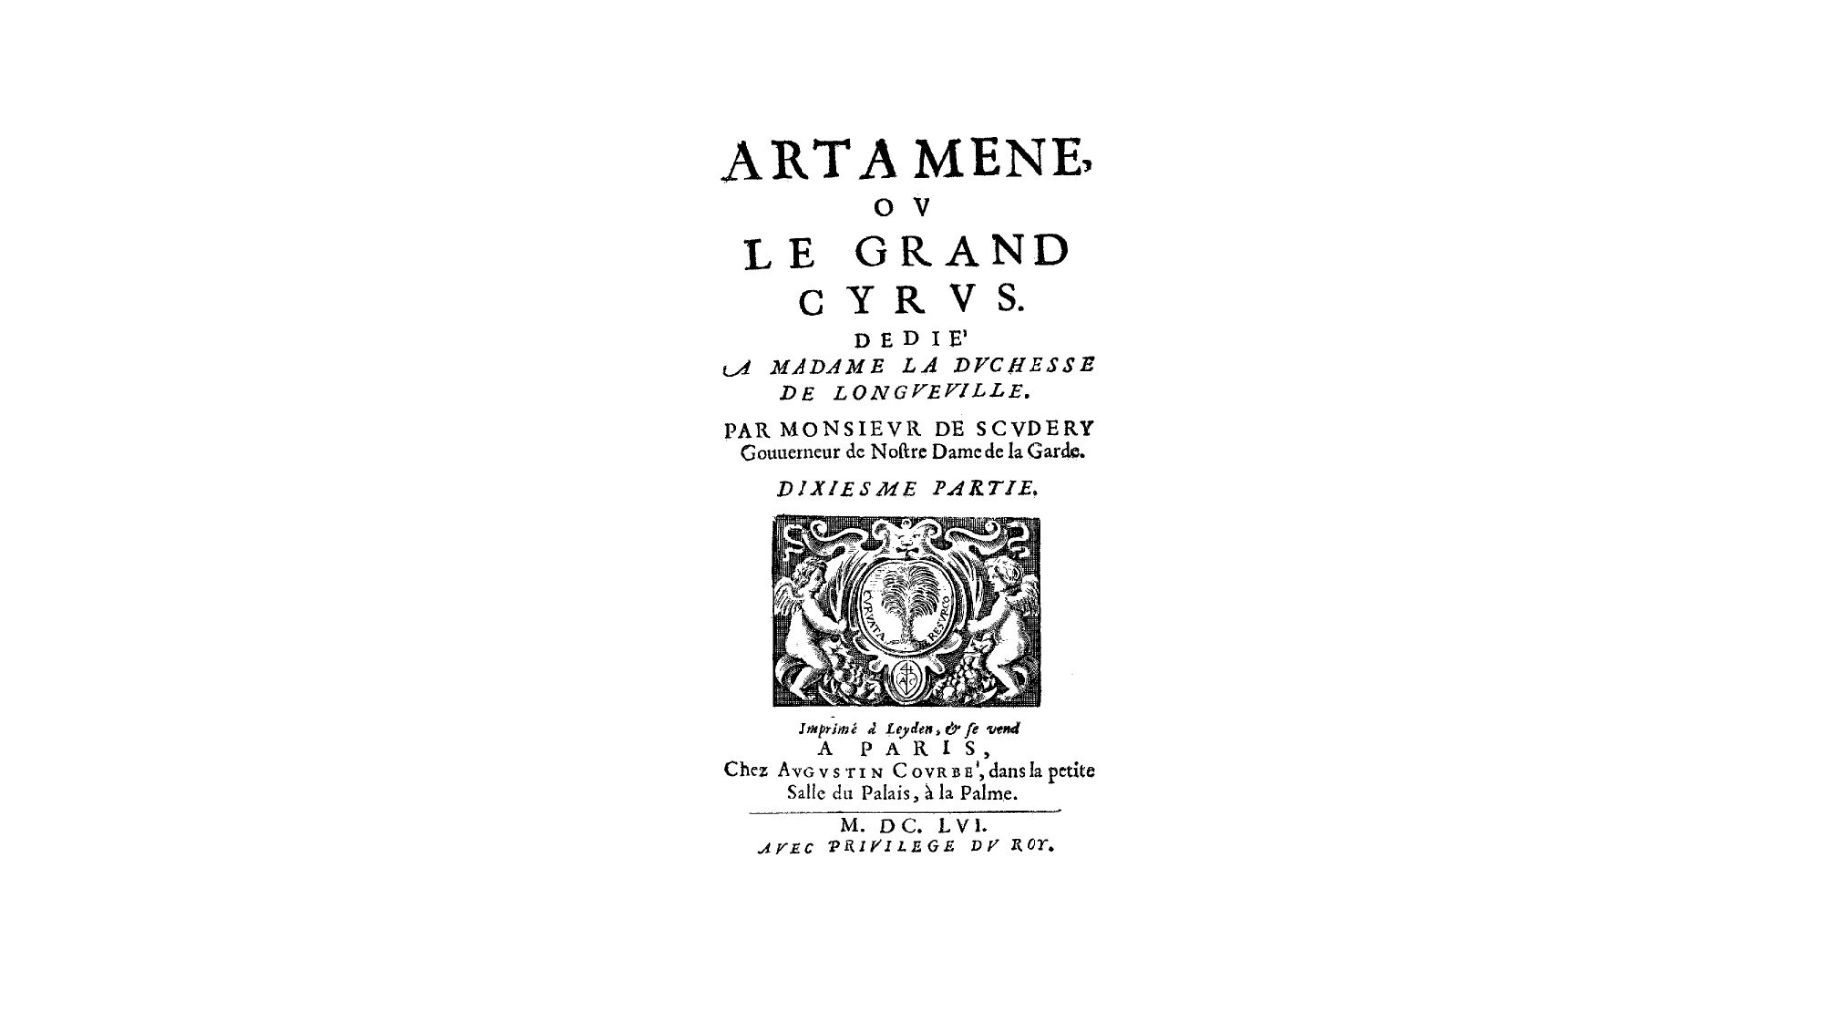 ARTAMENE,
OV
LE GRAND
CYRVS.
DEDIE'
A MADAME LA DVCHESSE
DE LONGVEVILLE.
PAR MONSIEVR DE SCVDERY
Gouuerneur de Noſtre Dame de la Garde.
DIXIESME PARTIE.
CVRVATA RESVRGO
AC
Imprimé à Leyden, & ſe vend
A PARIS,
Chez AVGVSTIN COVRBE', dans la petite
Salle du Palais, à la Palme.
M. DC. LVI.
AVEC PRIVILEGE DV ROY.